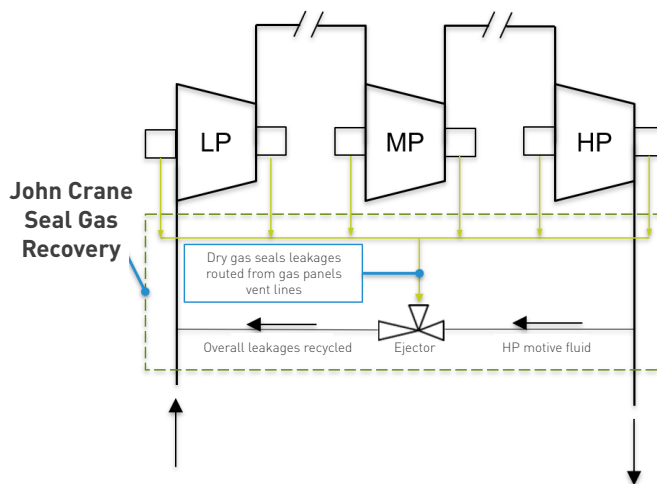 LP
MP
HP
John Crane
Seal Gas
Recovery
Dry gas seals leakages
routed from gas panels
vent lines
Overall leakages recycled
Ejector
HP motive fluid